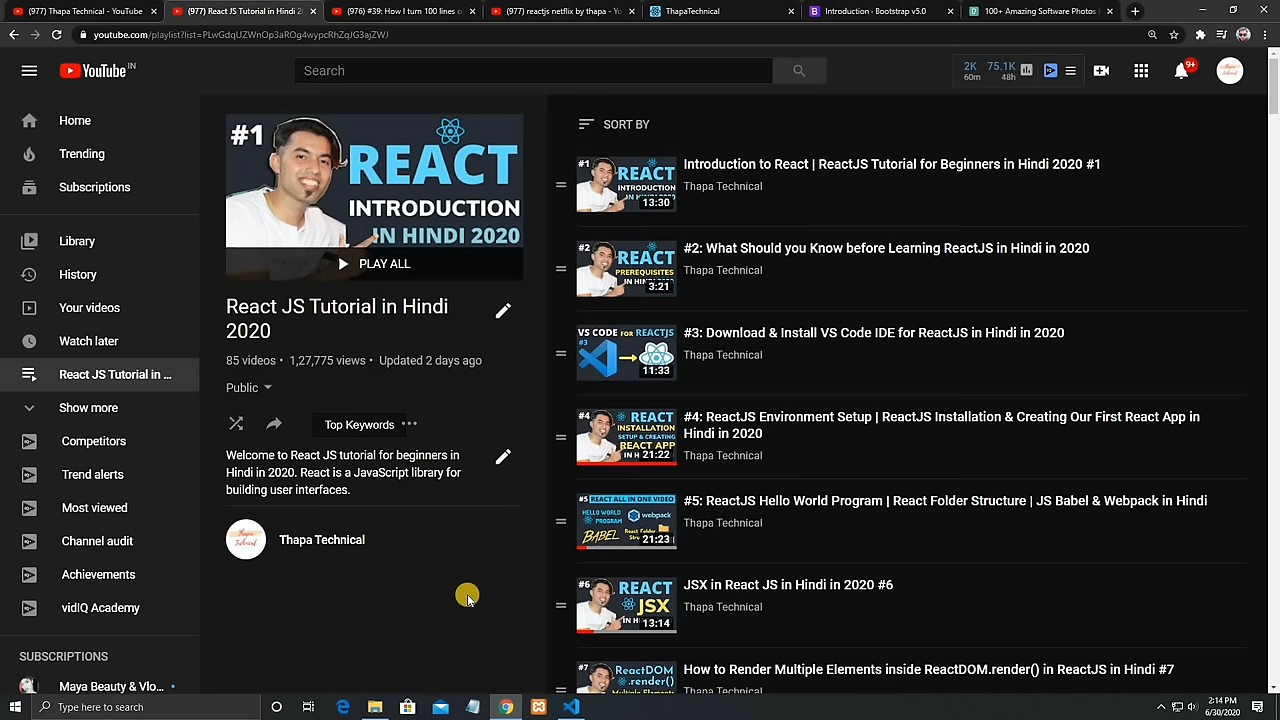 (977) Thapa Technical - YouTube
(977) React JS Tutorial in Hindi 2
(976) #39: How I turn 100 lines o
(977) reactjs netflix by thapa - Yo
ThapaTechnical
Introduction · Bootstrap v5.0
100+ Amazing Software Photos
youtube.com/playlist?list=PLwGdqUZWnOp3aROg4wypcRhZqJG3ajZWJ
YouTube IN
Search
2K 75.1K
60m 48h
9+
Home
Trending
Subscriptions
Library
History
Your videos
Watch later
React JS Tutorial in ...
Show more
Competitors
Trend alerts
Most viewed
Channel audit
Achievements
vidIQ Academy
SUBSCRIPTIONS
Maya Beauty & Vlo...
#1
REACT
INTRODUCTION
IN HINDI 2020
PLAY ALL
React JS Tutorial in Hindi
2020
85 videos · 1,27,775 views · Updated 2 days ago
Public
Top Keywords
Welcome to React JS tutorial for beginners in
Hindi in 2020. React is a JavaScript library for
building user interfaces.
Thapa Technical
SORT BY
#1
REACT
INTRODUCTION
13:30
Introduction to React | ReactJS Tutorial for Beginners in Hindi 2020 #1
Thapa Technical
#2
REACT
PREREQUISITES
3:21
#2: What Should you Know before Learning ReactJS in Hindi in 2020
Thapa Technical
VS CODE FOR REACTJS
#3
11:33
#3: Download & Install VS Code IDE for ReactJS in Hindi in 2020
Thapa Technical
#4
REACT
INSTALLATION
SETUP & CREATING
REACT APP
21:22
#4: ReactJS Environment Setup | ReactJS Installation & Creating Our First React App in
Hindi in 2020
Thapa Technical
#5 REACT ALL IN ONE VIDEO
HELLO WORLD
PROGRAM
webpack
BABEL
21:23
#5: ReactJS Hello World Program | React Folder Structure | JS Babel & Webpack in Hindi
Thapa Technical
#6
REACT
JSX
13:14
JSX in React JS in Hindi in 2020 #6
Thapa Technical
#7
ReactDOM
.render()
How to Render Multiple Elements inside ReactDOM.render() in ReactJS in Hindi #7
Thapa Technical
Type here to search
2:14 PM
6/30/2020